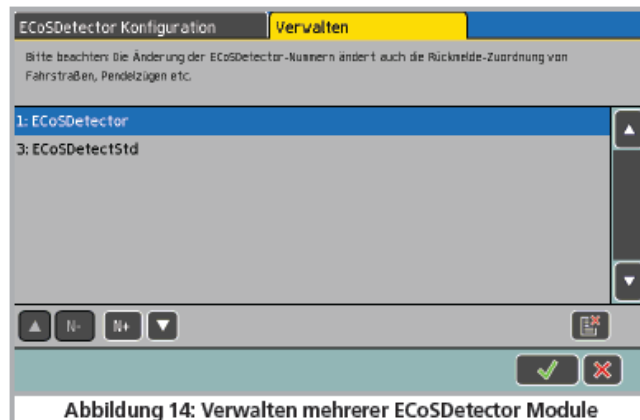 ECoSDetector Konfiguration
Verwalten
Bitte beachten: Die Änderung der ECoSDetector-Nummern ändert auch die Rückmelde-Zuordnung von
Fahrstraßen, Pendelzügen etc.
1: ECoSDetector
3: ECoSDetectStd
N-
N+
Abbildung 14: Verwalten mehrerer ECoSDetector Module